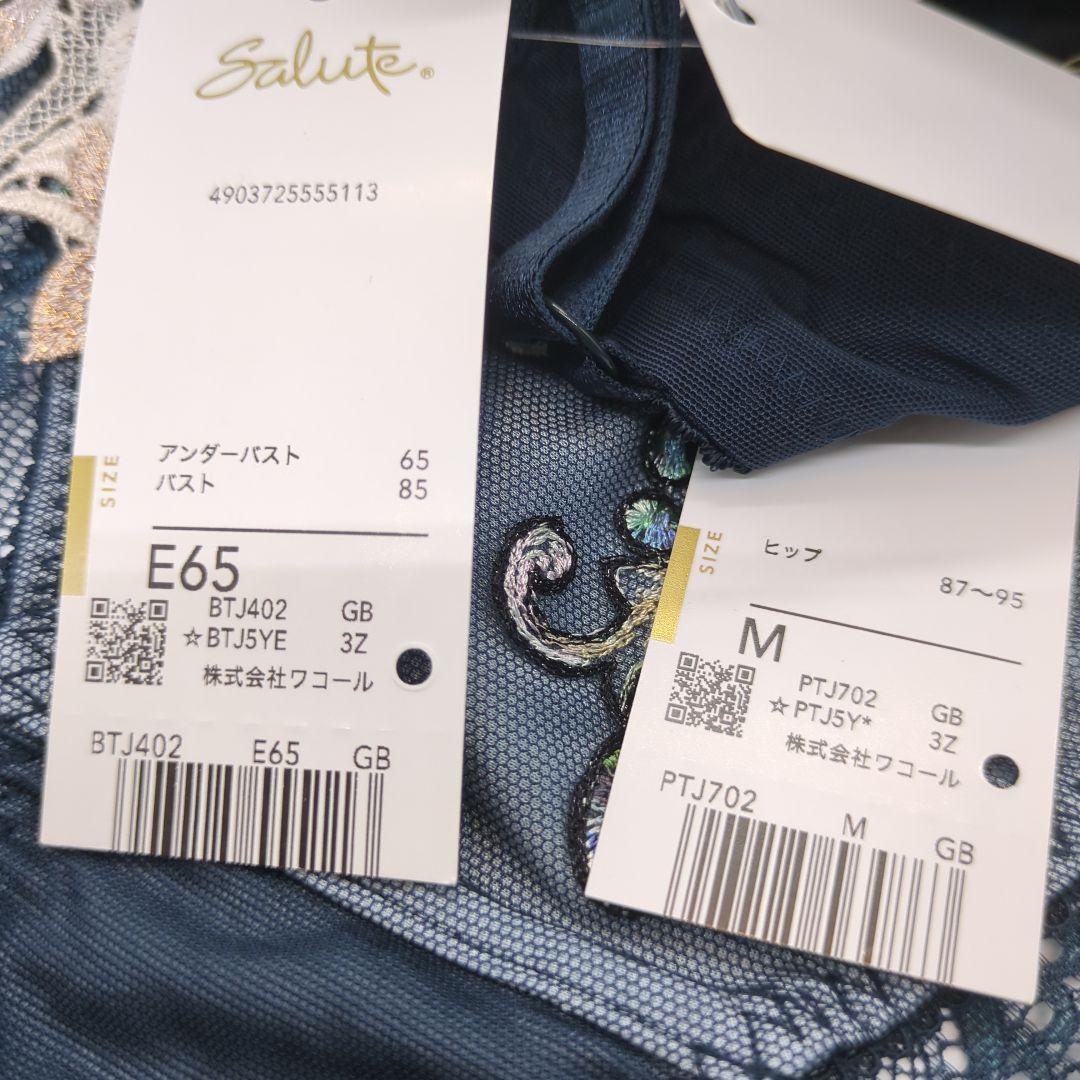 Salute®
4903725555113
SIZE
アンダーバスト 65
バスト 85
E65
BTJ402 GB
☆BTJ5YE 3Z
株式会社ワコール
BTJ402 E65 GB
SIZE
ヒップ
87〜95
M
PTJ702 GB
☆PTJ5Y* 3Z
株式会社ワコール
PTJ702 M GB